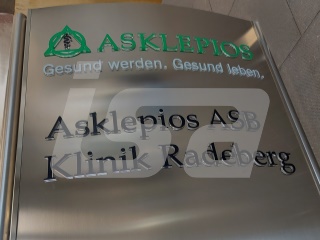 ASKLEPIOS
Gesund werden. Gesund leben.
Asklepios ASB
Klinik Radeberg